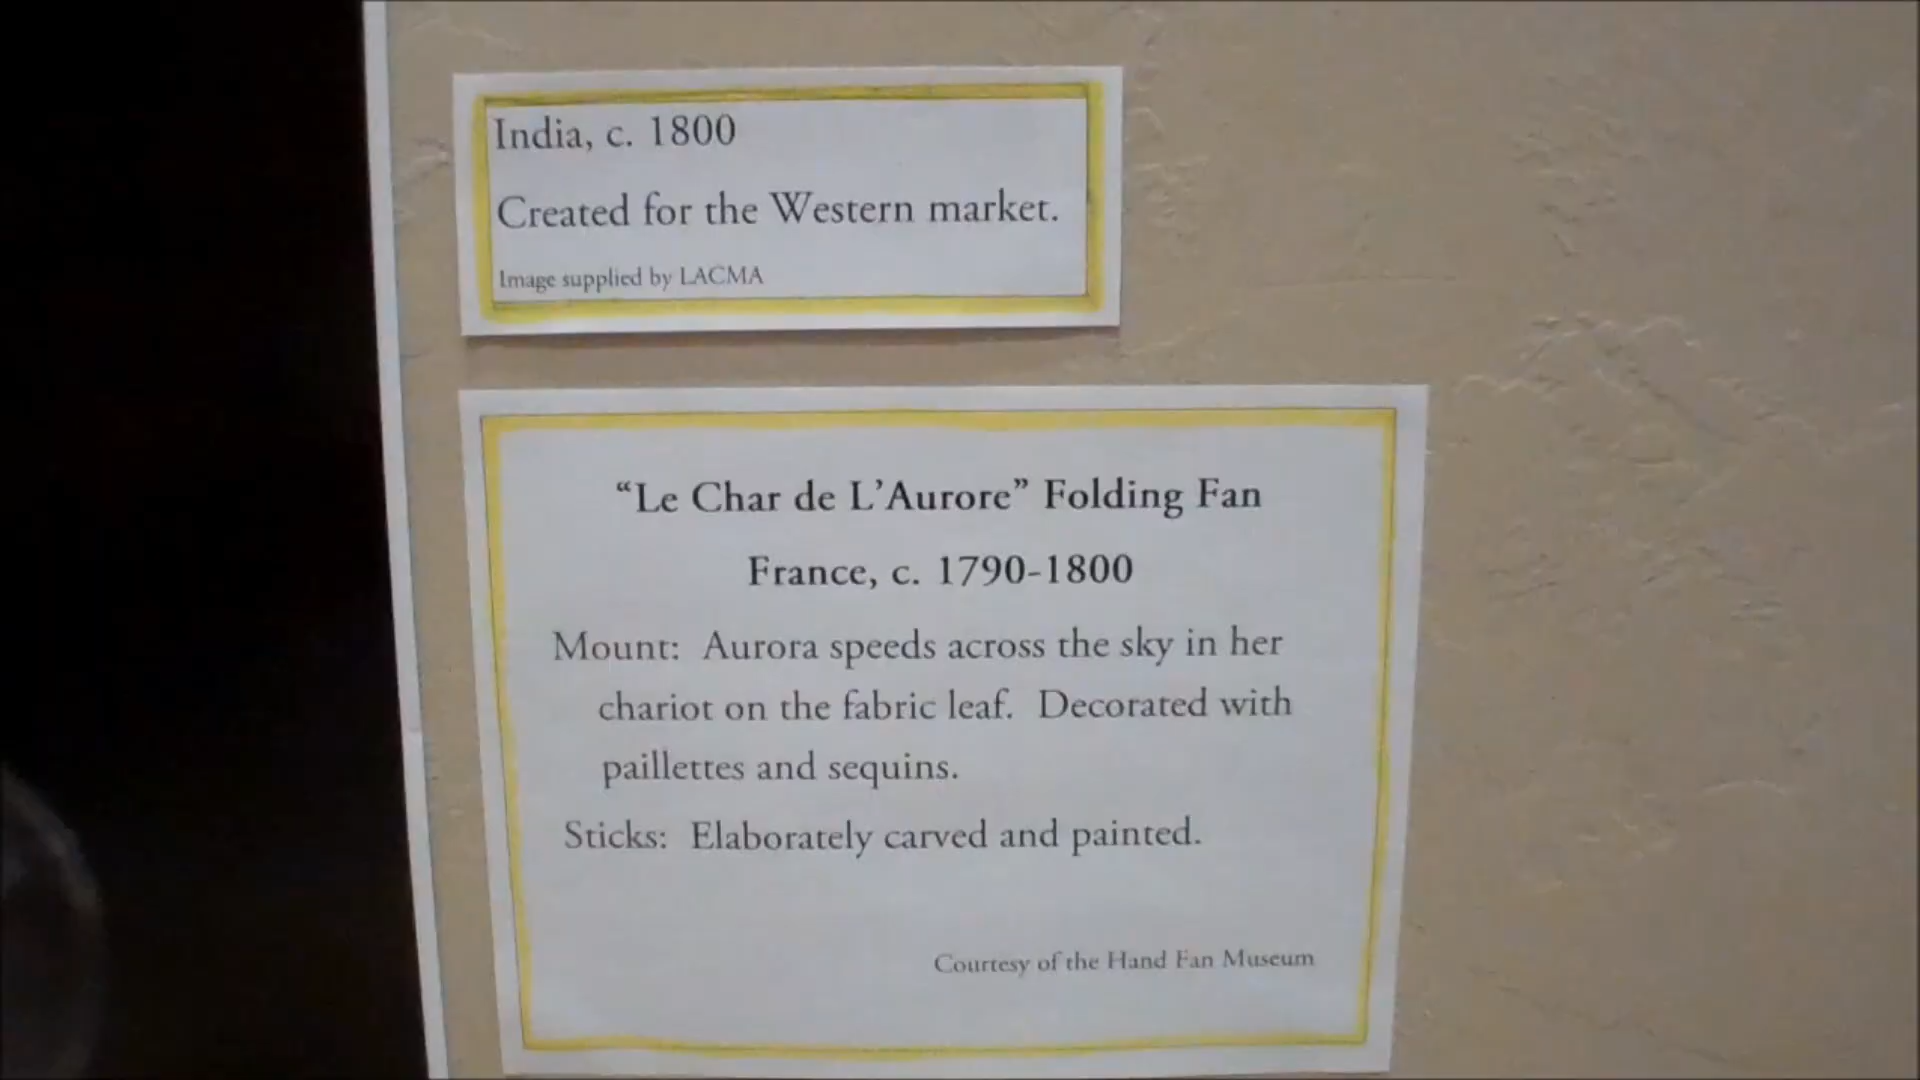 India, c. 1800
Created for the Western market.
Image supplied by LACMA
“Le Char de L’Aurore” Folding Fan
France, c. 1790-1800
Mount:  Aurora speeds across the sky in her
chariot on the fabric leaf.  Decorated with
paillettes and sequins.
Sticks:  Elaborately carved and painted.
Courtesy of the Hand Fan Museum